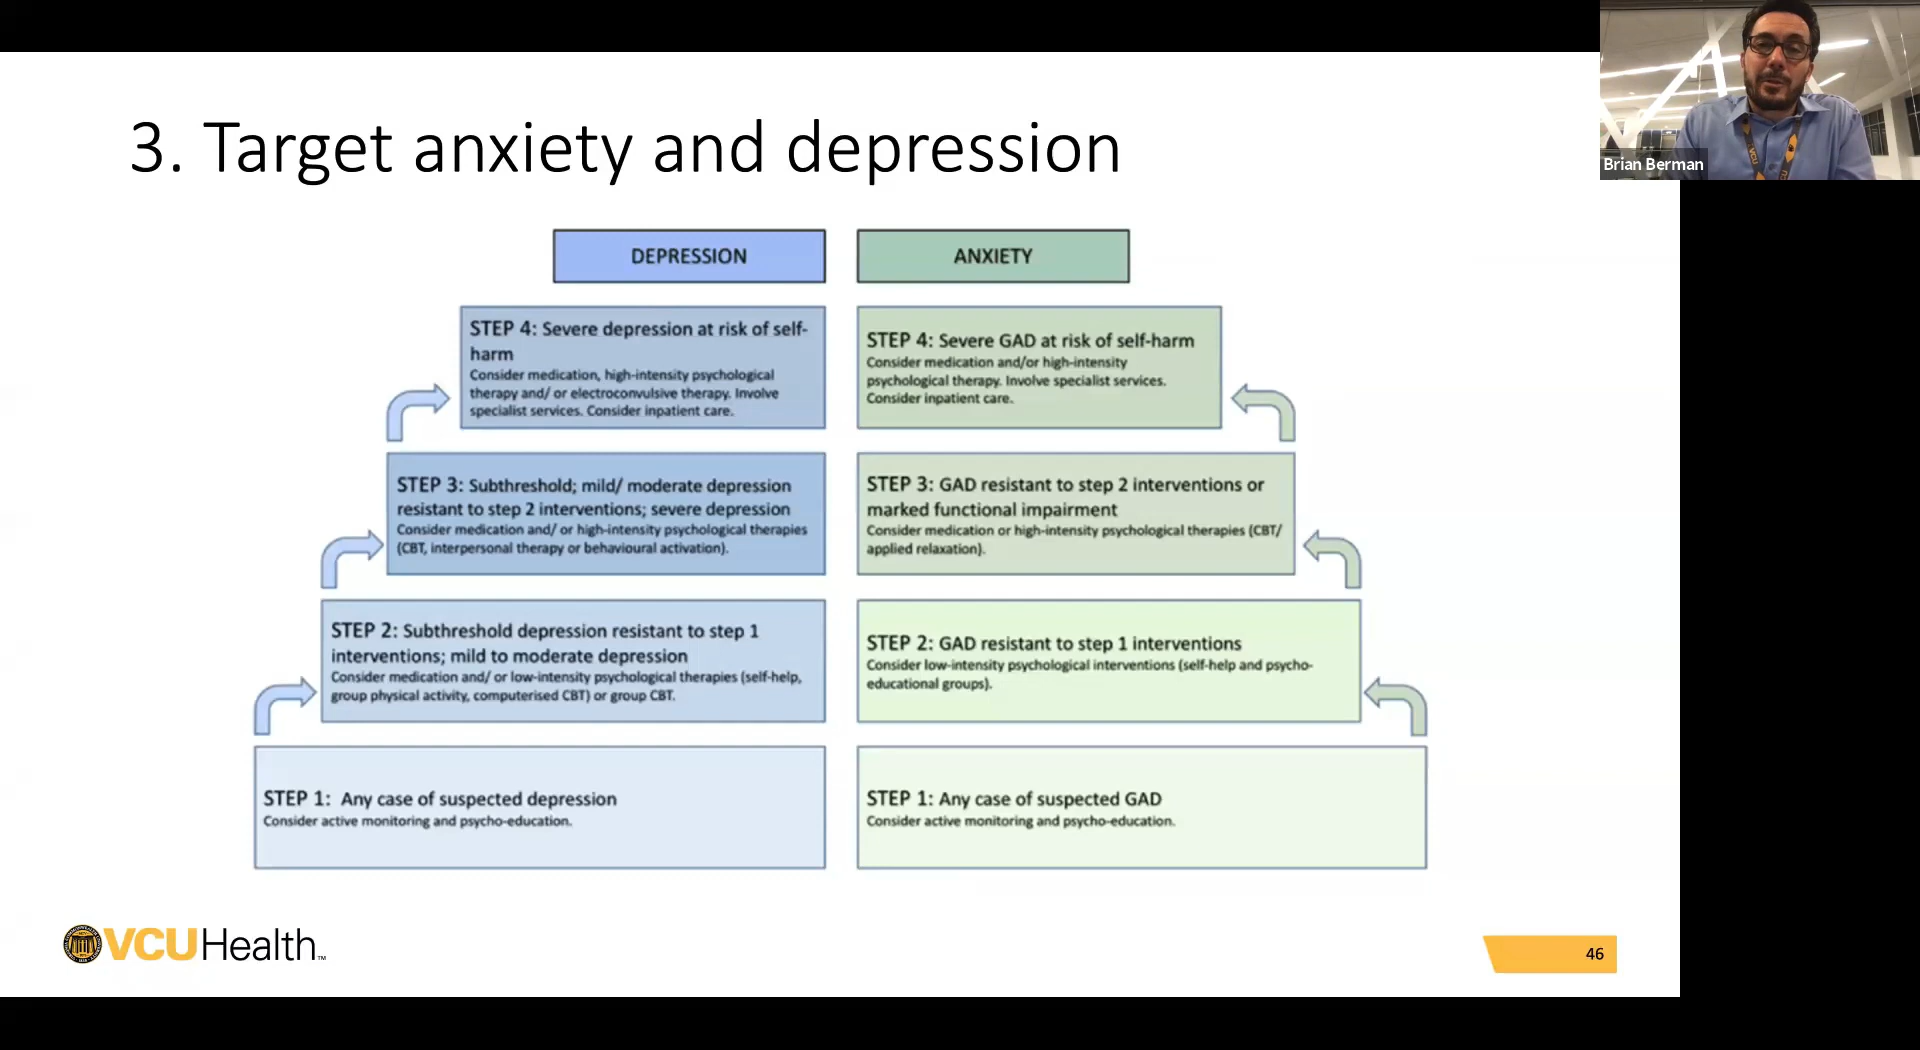 Brian Berman
3. Target anxiety and depression
DEPRESSION
STEP 4: Severe depression at risk of self-
harm
Consider medication, high-intensity psychological
therapy and/ or electroconvulsive therapy. Involve
specialist services. Consider inpatient care.
STEP 3: Subthreshold; mild/ moderate depression
resistant to step 2 interventions; severe depression
Consider medication and/ or high-intensity psychological therapies
(CBT, interpersonal therapy or behavioural activation).
STEP 2: Subthreshold depression resistant to step 1
interventions; mild to moderate depression
Consider medication and/ or low-intensity psychological therapies (self-help,
group physical activity, computerised CBT) or group CBT.
STEP 1: Any case of suspected depression
Consider active monitoring and psycho-education.
ANXIETY
STEP 4: Severe GAD at risk of self-harm
Consider medication and/or high-intensity
psychological therapy. Involve specialist services.
Consider inpatient care.
STEP 3: GAD resistant to step 2 interventions or
marked functional impairment
Consider medication or high-intensity psychological therapies (CBT/
applied relaxation).
STEP 2: GAD resistant to step 1 interventions
Consider low-intensity psychological interventions (self-help and psycho-
educational groups).
STEP 1: Any case of suspected GAD
Consider active monitoring and psycho-education.
VCUHealth™
46